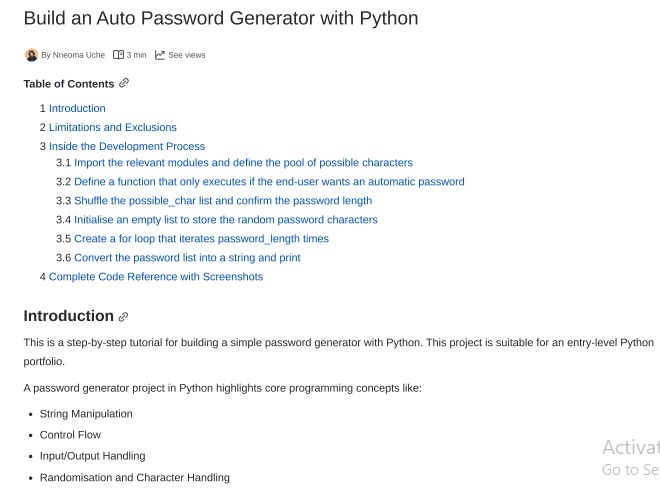 Build an Auto Password Generator with Python
By Nneoma Uche 3 min See views
Table of Contents
1 Introduction
2 Limitations and Exclusions
3 Inside the Development Process
3.1 Import the relevant modules and define the pool of possible characters
3.2 Define a function that only executes if the end-user wants an automatic password
3.3 Shuffle the possible_char list and confirm the password length
3.4 Initialise an empty list to store the random password characters
3.5 Create a for loop that iterates password_length times
3.6 Convert the password list into a string and print
4 Complete Code Reference with Screenshots
Introduction
This is a step-by-step tutorial for building a simple password generator with Python. This project is suitable for an entry-level Python
portfolio.
A password generator project in Python highlights core programming concepts like:
• String Manipulation
• Control Flow
• Input/Output Handling
Activat
Go to Se
• Randomisation and Character Handling